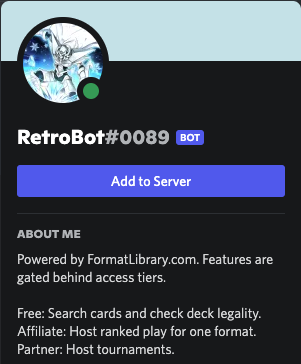 RetroBot#0089 BOT
Add to Server
ABOUT ME
Powered by FormatLibrary.com. Features are
gated behind access tiers.
Free: Search cards and check deck legality.
Affiliate: Host ranked play for one format.
Partner: Host tournaments.